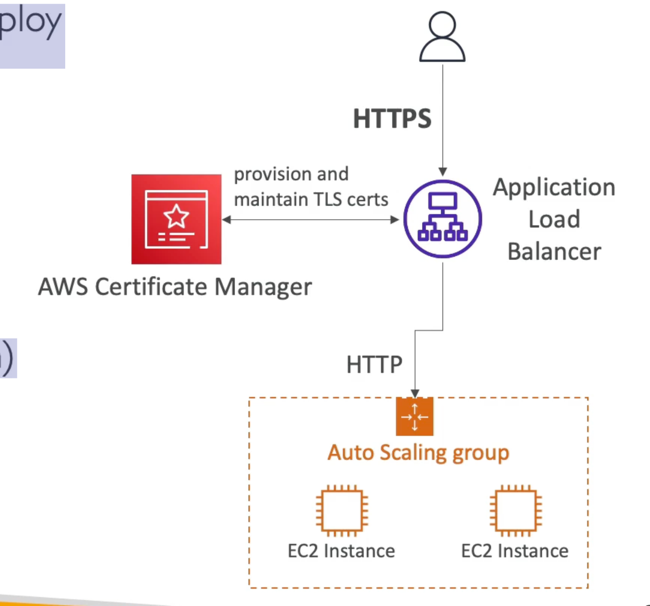 ploy
HTTPS
provision and
maintain TLS certs
Application
Load
Balancer
AWS Certificate Manager
)
HTTP
Auto Scaling group
EC2 Instance
EC2 Instance